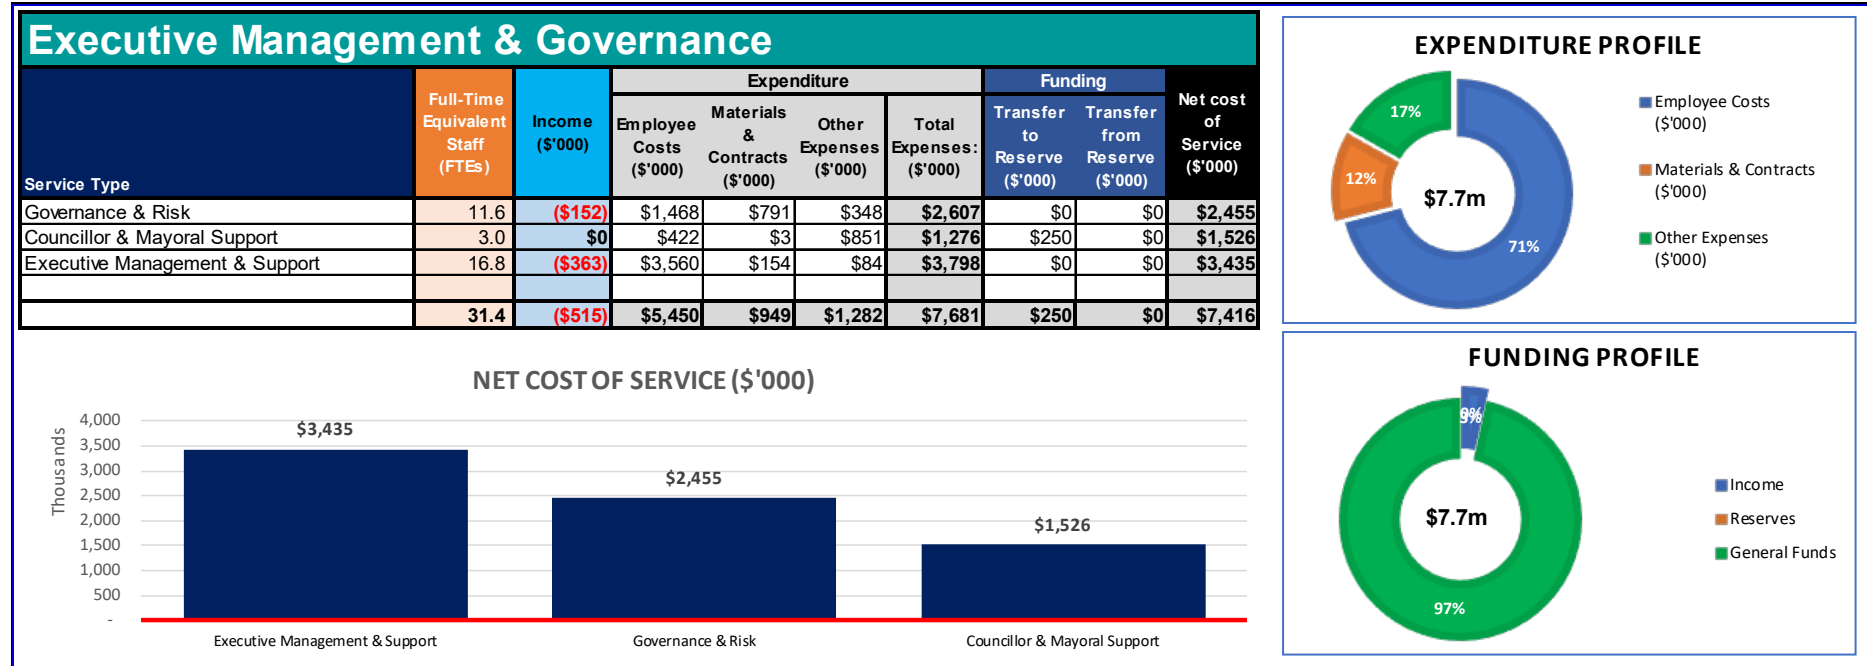 Executive Management & Governance
Service Type
Full-Time
Equivalent
Staff
(FTEs)
Income
($'000)
Expenditure
Employee
Costs
($'000)
Materials
&
Contracts
($'000)
Other
Expenses
($'000)
Total
Expenses:
($'000)
Funding
Transfer
to
Reserve
($'000)
Transfer
from
Reserve
($'000)
Net cost
of
Service
($'000)
Governance & Risk 11.6 ($152) $1,468 $791 $348 $2,607 $0 $0 $2,455
Councillor & Mayoral Support 3.0 $0 $422 $3 $851 $1,276 $250 $0 $1,526
Executive Management & Support 16.8 ($363) $3,560 $154 $84 $3,798 $0 $0 $3,435
31.4 ($515) $5,450 $949 $1,282 $7,681 $250 $0 $7,416
NET COST OF SERVICE ($'000)
Thousands
4,000
3,500
3,000
2,500
2,000
1,500
1,000
500
-
$3,435
$2,455
$1,526
Executive Management & Support
Governance & Risk
Councillor & Mayoral Support
EXPENDITURE PROFILE
17%
12%
71%
$7.7m
Employee Costs
($'000)
Materials & Contracts
($'000)
Other Expenses
($'000)
FUNDING PROFILE
97%
$7.7m
Income
Reserves
General Funds